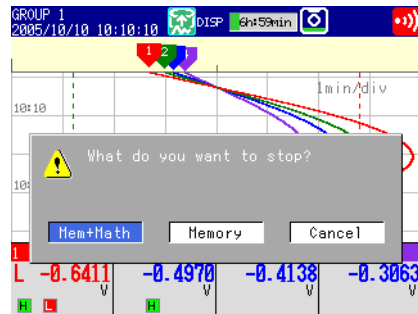 GROUP 1
2005/10/10 10:10:10 DISP 6h:59min
1 2
1min/div
10:10
What do you want to stop?
10
Mem+Math Memory Cancel
1
L -0.6411 -0.4970 -0.4138 -0.3063
V V V V
H L H